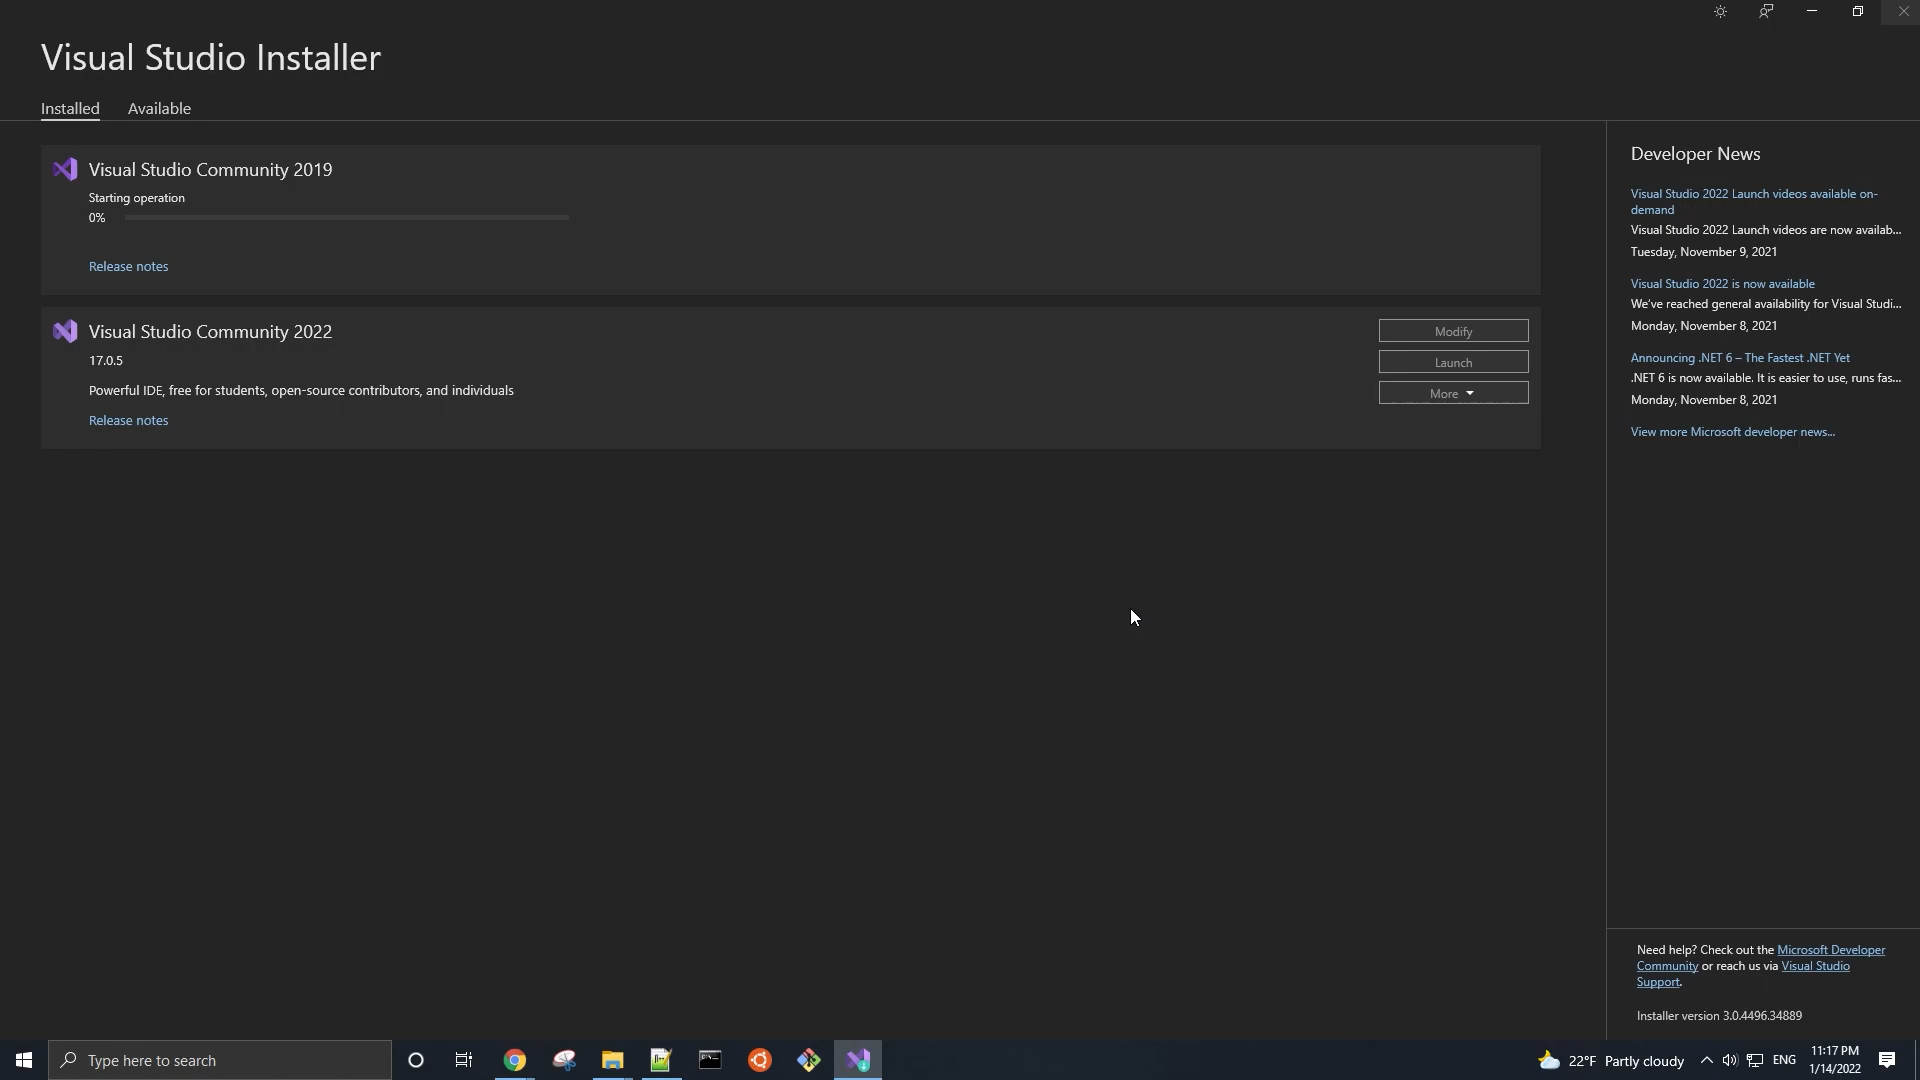 Visual Studio Installer
Installed Available
Visual Studio Community 2019
Starting operation
0%
Release notes
Visual Studio Community 2022
17.0.5
Powerful IDE, free for students, open-source contributors, and individuals
Release notes
Modify
Launch
More
Developer News
Visual Studio 2022 Launch videos available on-
demand
Visual Studio 2022 Launch videos are now availab...
Tuesday, November 9, 2021
Visual Studio 2022 is now available
We've reached general availability for Visual Studi...
Monday, November 8, 2021
Announcing .NET 6 – The Fastest .NET Yet
.NET 6 is now available. It is easier to use, runs fas...
Monday, November 8, 2021
View more Microsoft developer news...
Need help? Check out the Microsoft Developer
Community or reach us via Visual Studio
Support.
Installer version 3.0.4496.34889
Type here to search
22°F Partly cloudy
ENG
11:17 PM
1/14/2022